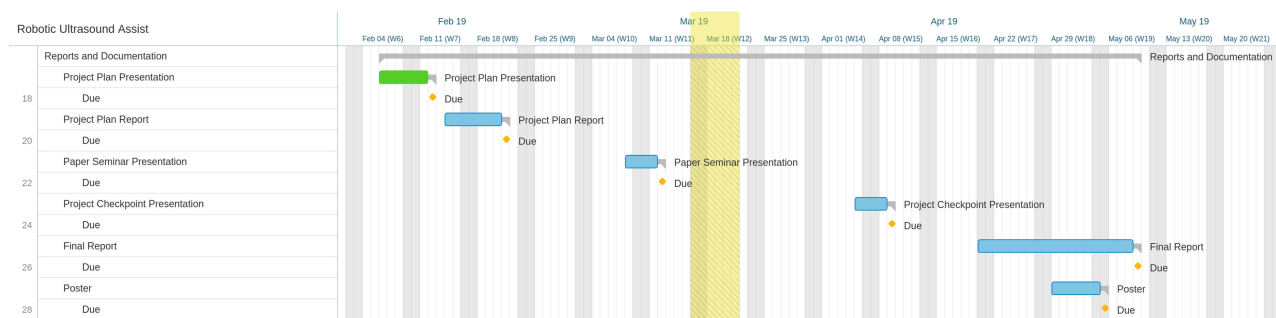 Robotic Ultrasound Assist
Feb 19 Mar 19 Apr 19 May 19
Feb 04 (W6) Feb 11 (W7) Feb 18 (W8) Feb 25 (W9) Mar 04 (W10) Mar 11 (W11) Mar 18 (W12) Mar 25 (W13) Apr 01 (W14) Apr 08 (W15) Apr 15 (W16) Apr 22 (W17) Apr 29 (W18) May 06 (W19) May 13 (W20) May 20 (W21)
Reports and Documentation Reports and Documentation
Project Plan Presentation Project Plan Presentation
18 Due Due
Project Plan Report Project Plan Report
20 Due Due
Paper Seminar Presentation Paper Seminar Presentation
22 Due Due
Project Checkpoint Presentation Project Checkpoint Presentation
24 Due Due
Final Report Final Report
26 Due Due
Poster Poster
28 Due Due